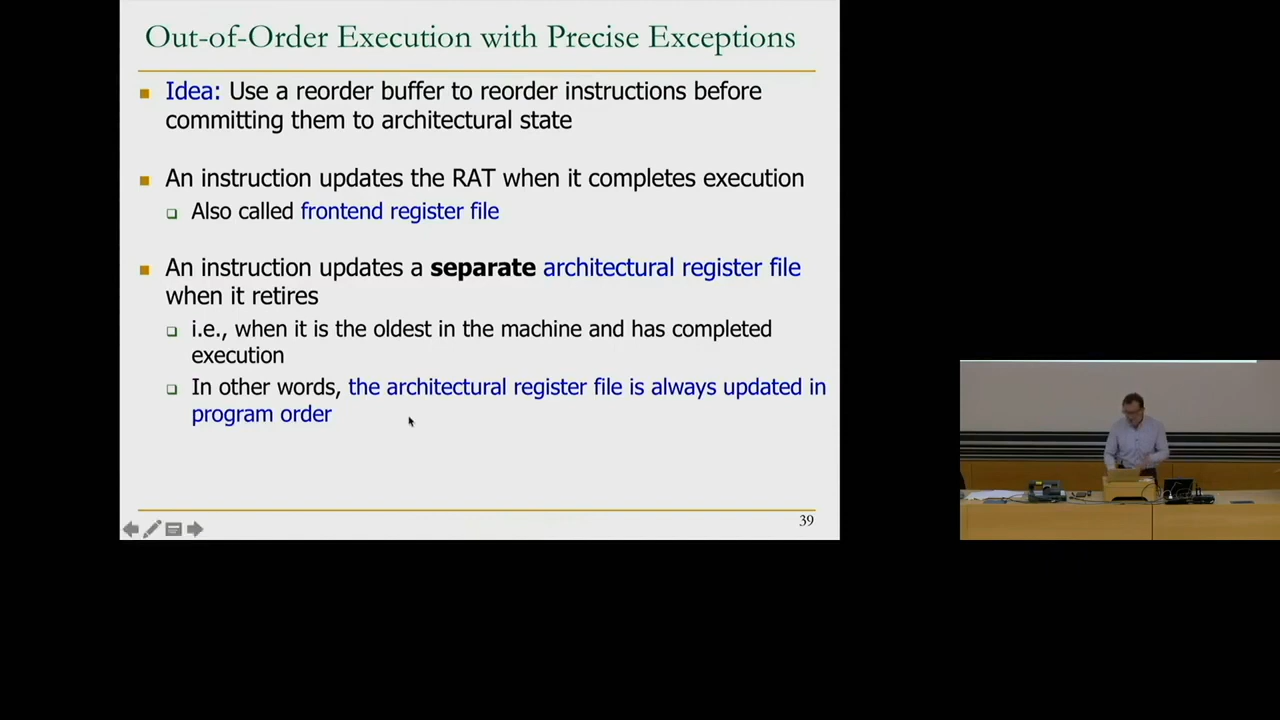 Out-of-Order Execution with Precise Exceptions
Idea: Use a reorder buffer to reorder instructions before
committing them to architectural state
An instruction updates the RAT when it completes execution
Also called frontend register file
An instruction updates a separate architectural register file
when it retires
i.e., when it is the oldest in the machine and has completed
execution
In other words, the architectural register file is always updated in
program order
39